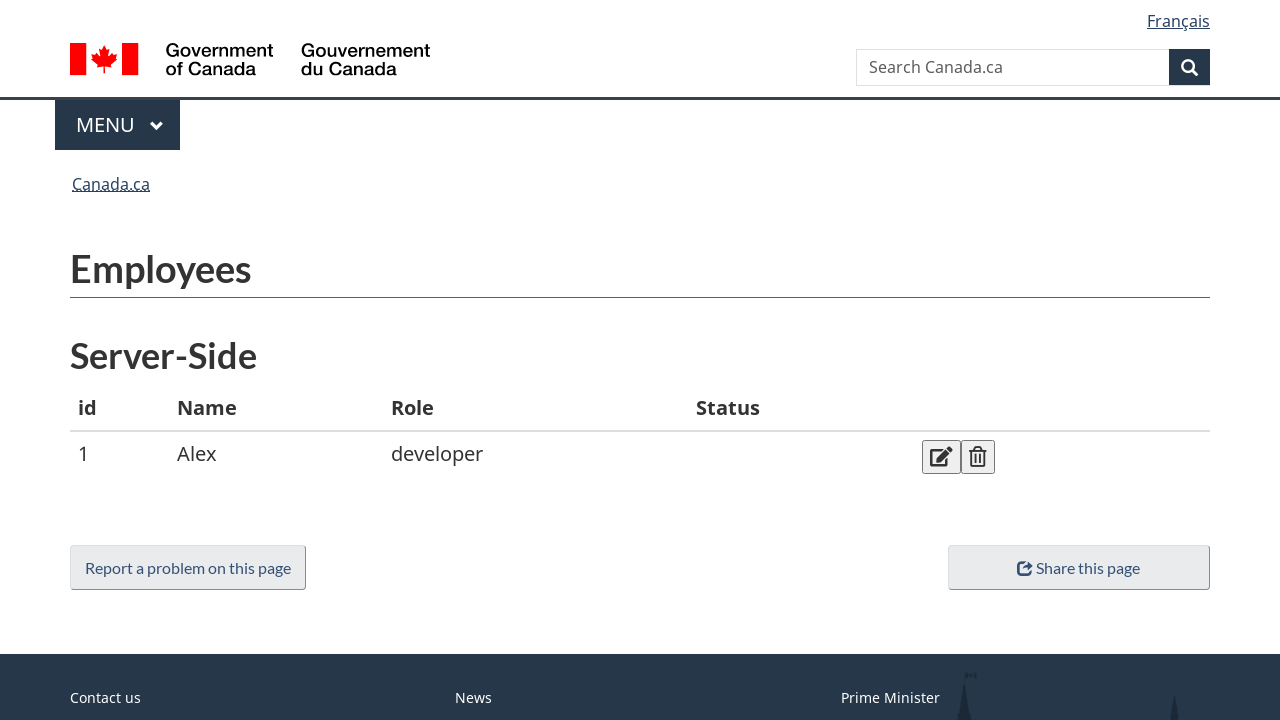 Français
Government of Canada
Gouvernement du Canada
Search Canada.ca
MENU
Canada.ca
Employees
Server-Side
id Name Role Status
1 Alex developer
Report a problem on this page
Share this page
Contact us News Prime Minister